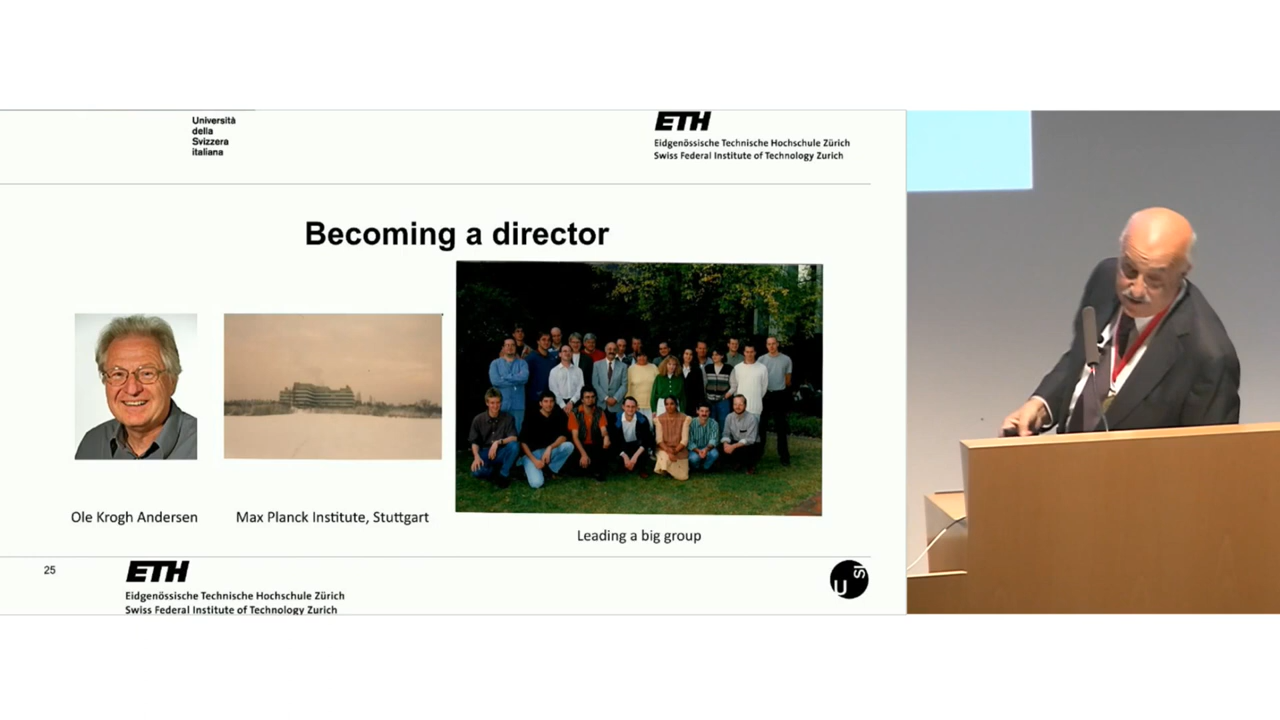 Università
della
Svizzera
italiana
ETH
Eidgenössische Technische Hochschule Zürich
Swiss Federal Institute of Technology Zurich
Becoming a director
Ole Krogh Andersen
Max Planck Institute, Stuttgart
Leading a big group
25
ETH
Eidgenössische Technische Hochschule Zürich
Swiss Federal Institute of Technology Zurich
USI